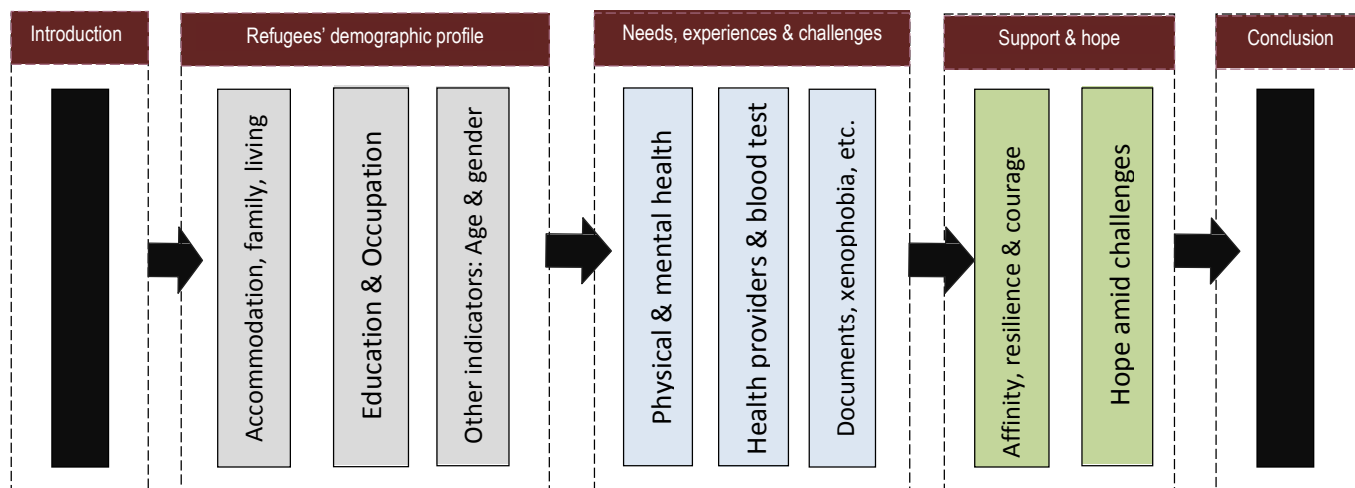 Introduction
Refugees’ demographic profile
Needs, experiences & challenges
Support & hope
Conclusion
Accommodation, family, living
Education & Occupation
Other indicators: Age & gender
Physical & mental health
Health providers & blood test
Documents, xenophobia, etc.
Affinity, resilience & courage
Hope amid challenges